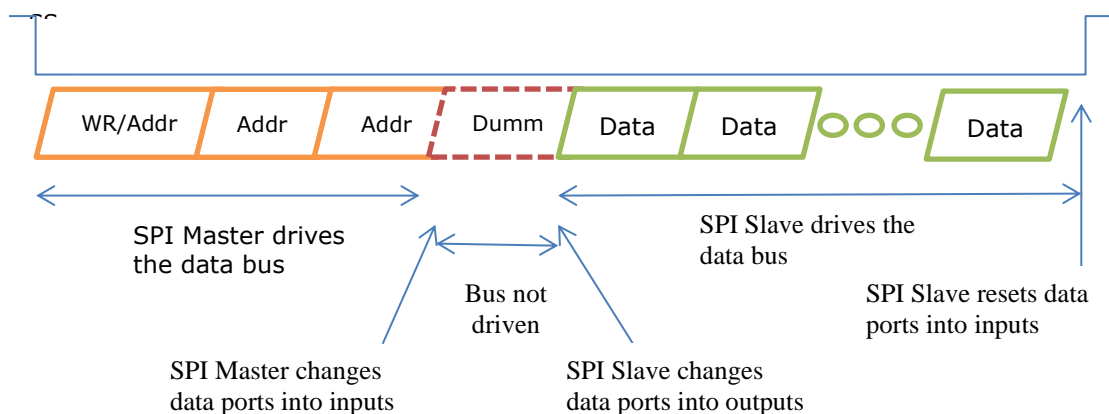 WR/Addr Addr Addr Dumm Data Data Data
SPI Master drives
the data bus
SPI Slave drives the
data bus
Bus not
driven
SPI Slave resets data
ports into inputs
SPI Master changes
data ports into inputs
SPI Slave changes
data ports into outputs